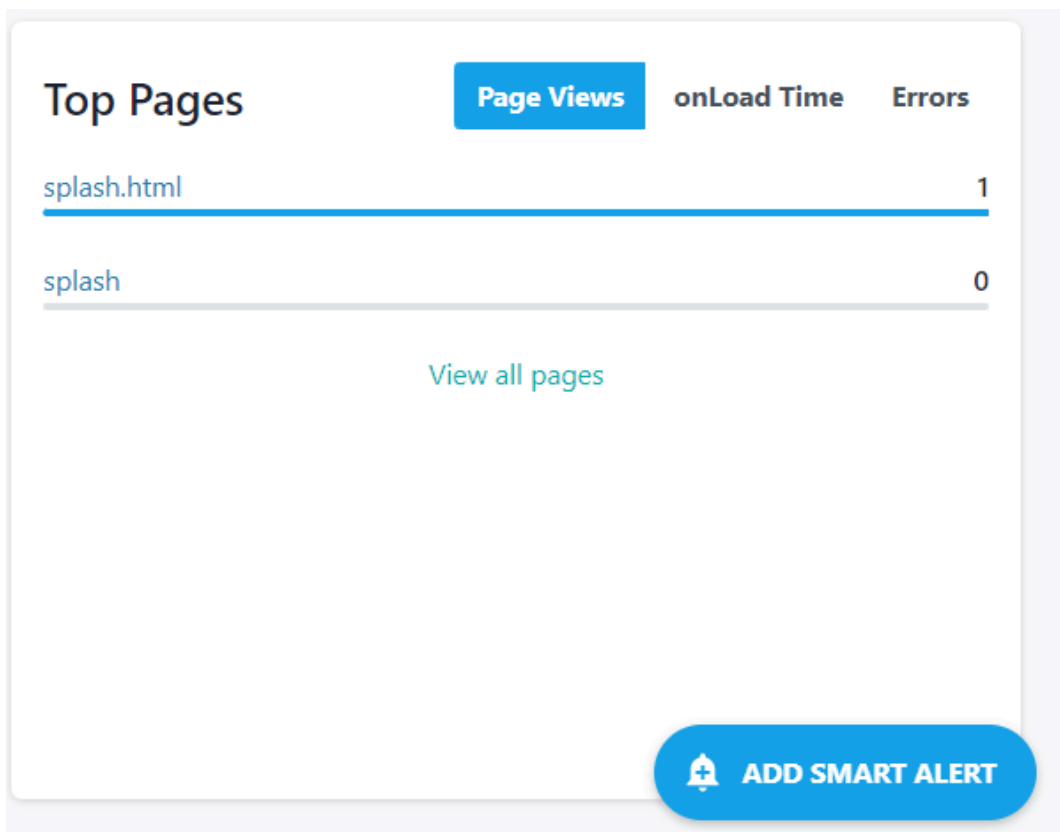 Top Pages Page Views onLoad Time Errors
splash.html 1
splash 0
View all pages
ADD SMART ALERT